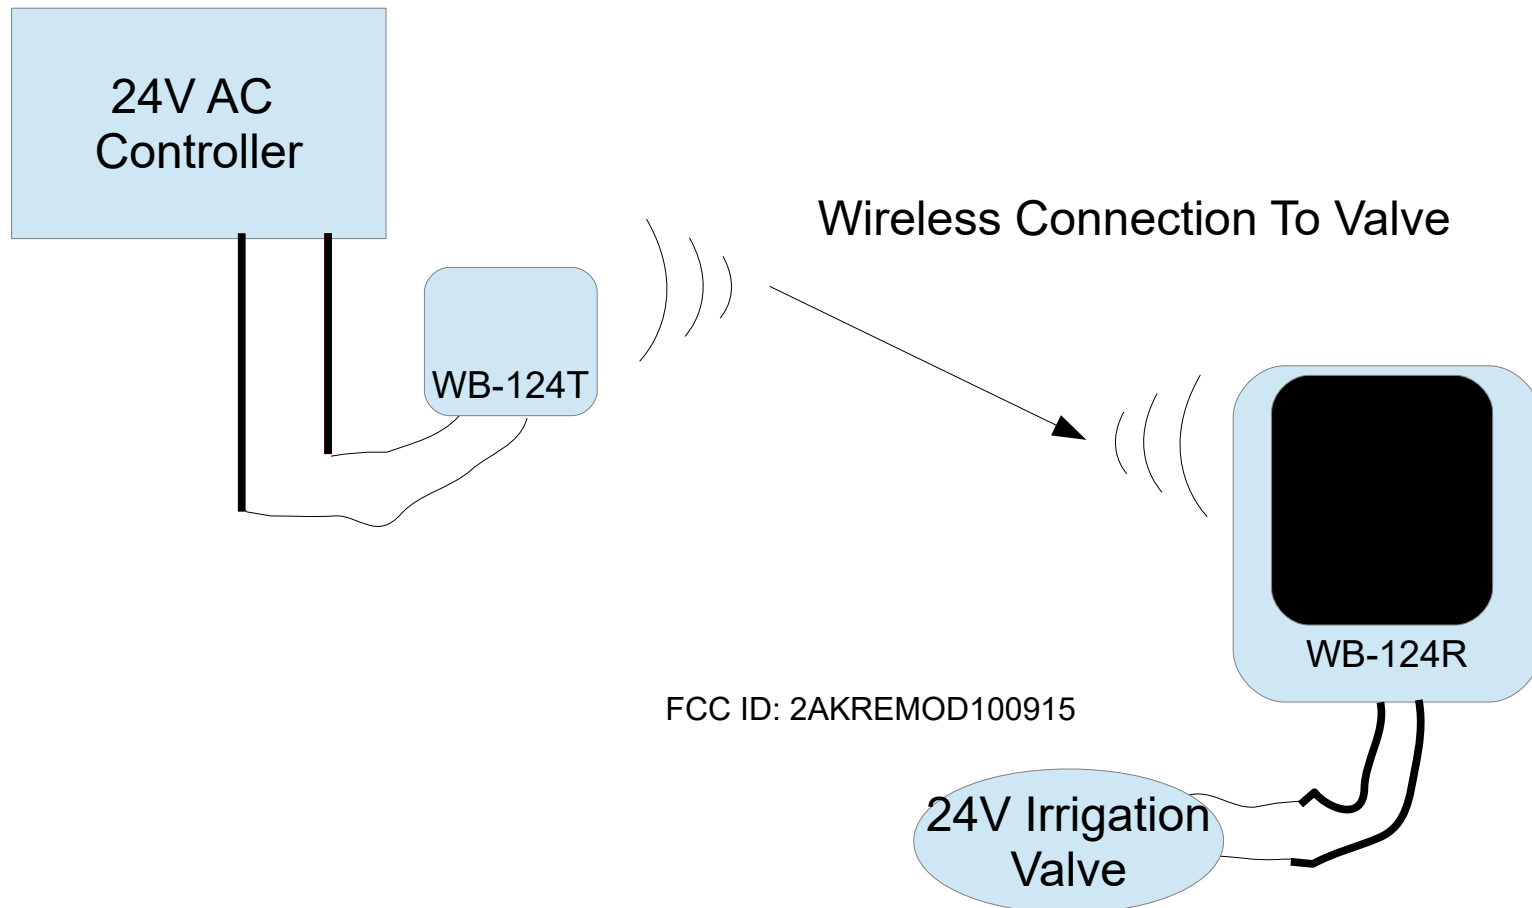 24V AC
Controller
Wireless Connection To Valve
WB-124T
WB-124R
FCC ID: 2AKREMOD100915
24V Irrigation
Valve